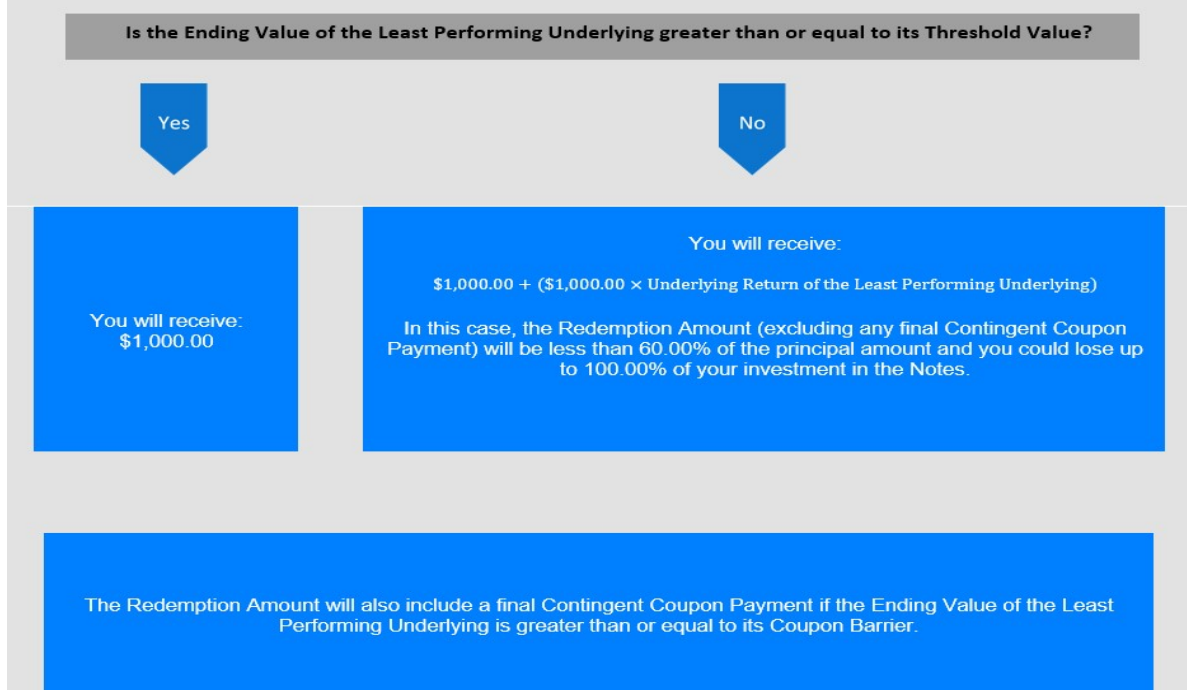 Is the Ending Value of the Least Performing Underlying greater than or equal to its Threshold Value?
Yes
No
You will receive:
$1,000.00
You will receive:
$1,000.00 + ($1,000.00 × Underlying Return of the Least Performing Underlying)
In this case, the Redemption Amount (excluding any final Contingent Coupon
Payment) will be less than 60.00% of the principal amount and you could lose up
to 100.00% of your investment in the Notes.
The Redemption Amount will also include a final Contingent Coupon Payment if the Ending Value of the Least
Performing Underlying is greater than or equal to its Coupon Barrier.